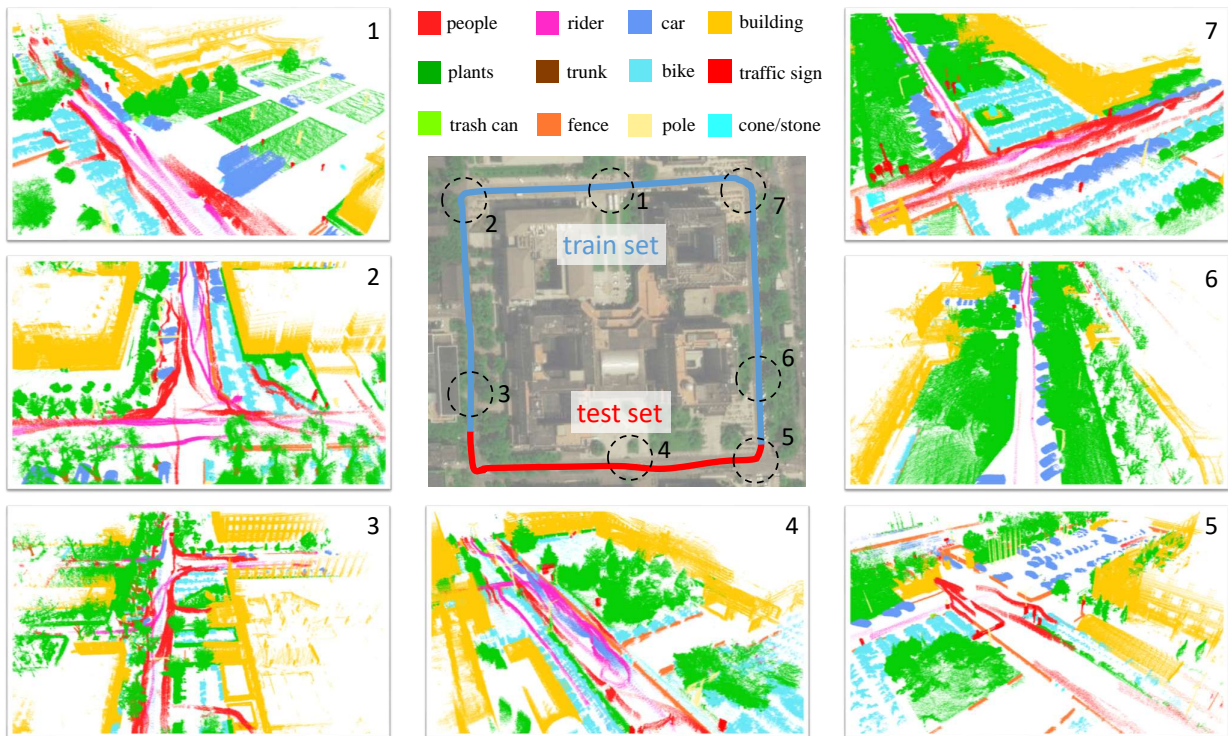 1
people rider car building
plants trunk bike traffic sign
trash can fence pole cone/stone
7
2
1
7
train set
3
6
test set
4
5
2
6
3
4
5